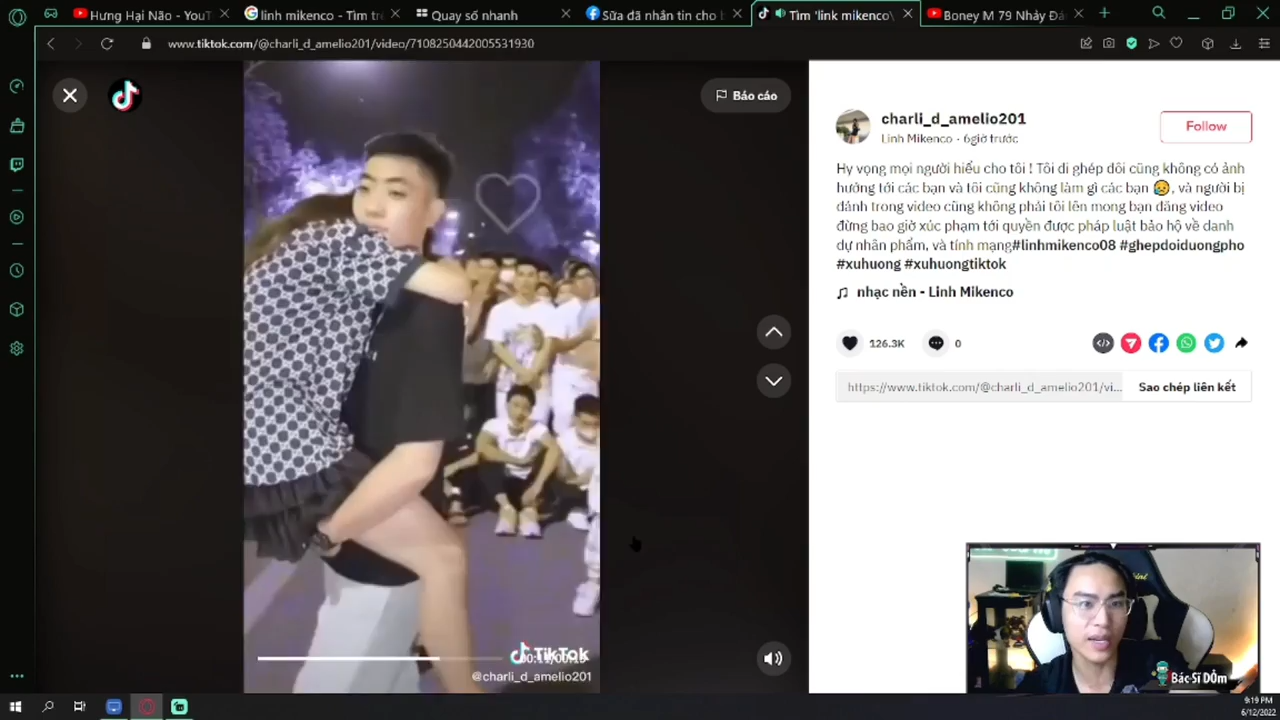 Hưng Hại Não - YouT
linh mikenco - Tìm trê
Quay số nhanh
Sữa đã nhắn tin cho b
Tìm 'link mikenco\
Boney M 79 Nhảy Đá
www.tiktok.com/@charli_d_amelio201/video/7108250442005531930
Báo cáo
charli_d_amelio201
Linh Mikenco · 6giờ trước
Follow
Hy vọng mọi người hiểu cho tôi ! Tôi đi ghép đôi cũng không có ảnh
hưởng tới các bạn và tôi cũng không làm gì các bạn 😥, và người bị
đánh trong video cũng không phải tôi lên mong bạn đăng video
đừng bao giờ xúc phạm tới quyền được pháp luật bảo hộ về danh
dự nhân phẩm, và tính mạng#linhmikenco08 #ghepdoiduongpho
#xuhuong #xuhuongtiktok
nhạc nền - Linh Mikenco
126.3K
0
https://www.tiktok.com/@charli_d_amelio201/vi...
Sao chép liên kết
TikTok
@charli_d_amelio201
Bác Sĩ DỎM
9:19 PM
6/12/2022